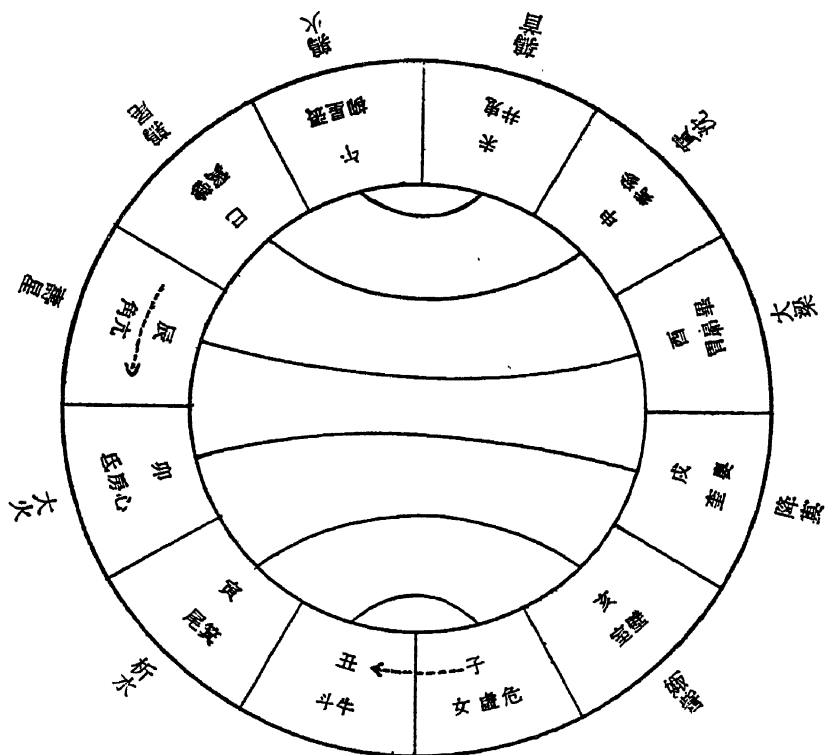 鶉火
鶉首
實沈
大梁
降婁
娵訾
析水
大火
壽星
鶉尾
柳星張
午
井鬼
未
觜參
申
胃昴畢
酉
戌
奎婁
亥
室壁
子
女虛危
丑
斗牛
寅
尾箕
卯
氐房心
辰
角亢
翼軫
巳